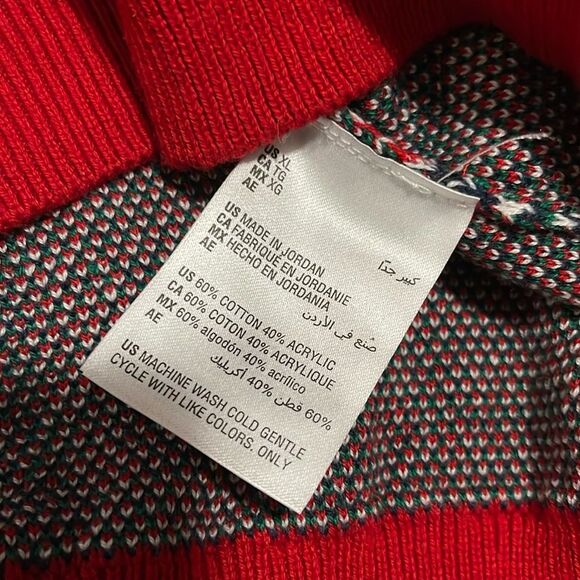 US XL
CA TG
MX XG
AE كبير جدًا
US MADE IN JORDAN
CA FABRIQUE EN JORDANIE
MX HECHO EN JORDANIA
AE صُنع في الأردن
US 60% COTTON 40% ACRYLIC
CA 60% COTON 40% ACRYLIQUE
MX 60% algodón 40% acrílico
AE 60% قطن 40% أكريليك
US MACHINE WASH COLD GENTLE
CYCLE WITH LIKE COLORS. ONLY